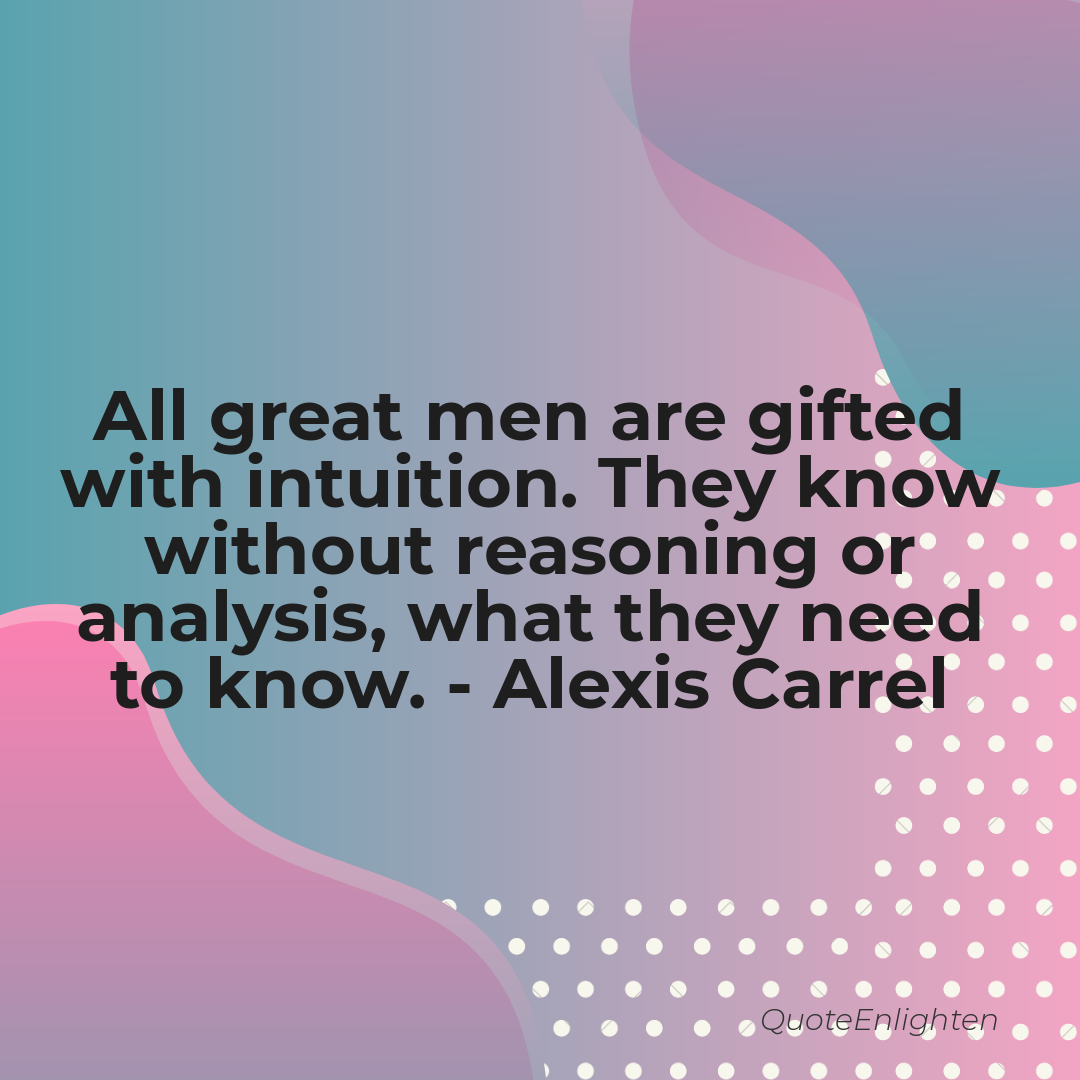 All great men are gifted
with intuition. They know
without reasoning or
analysis, what they need
to know. - Alexis Carrel
QuoteEnlighten